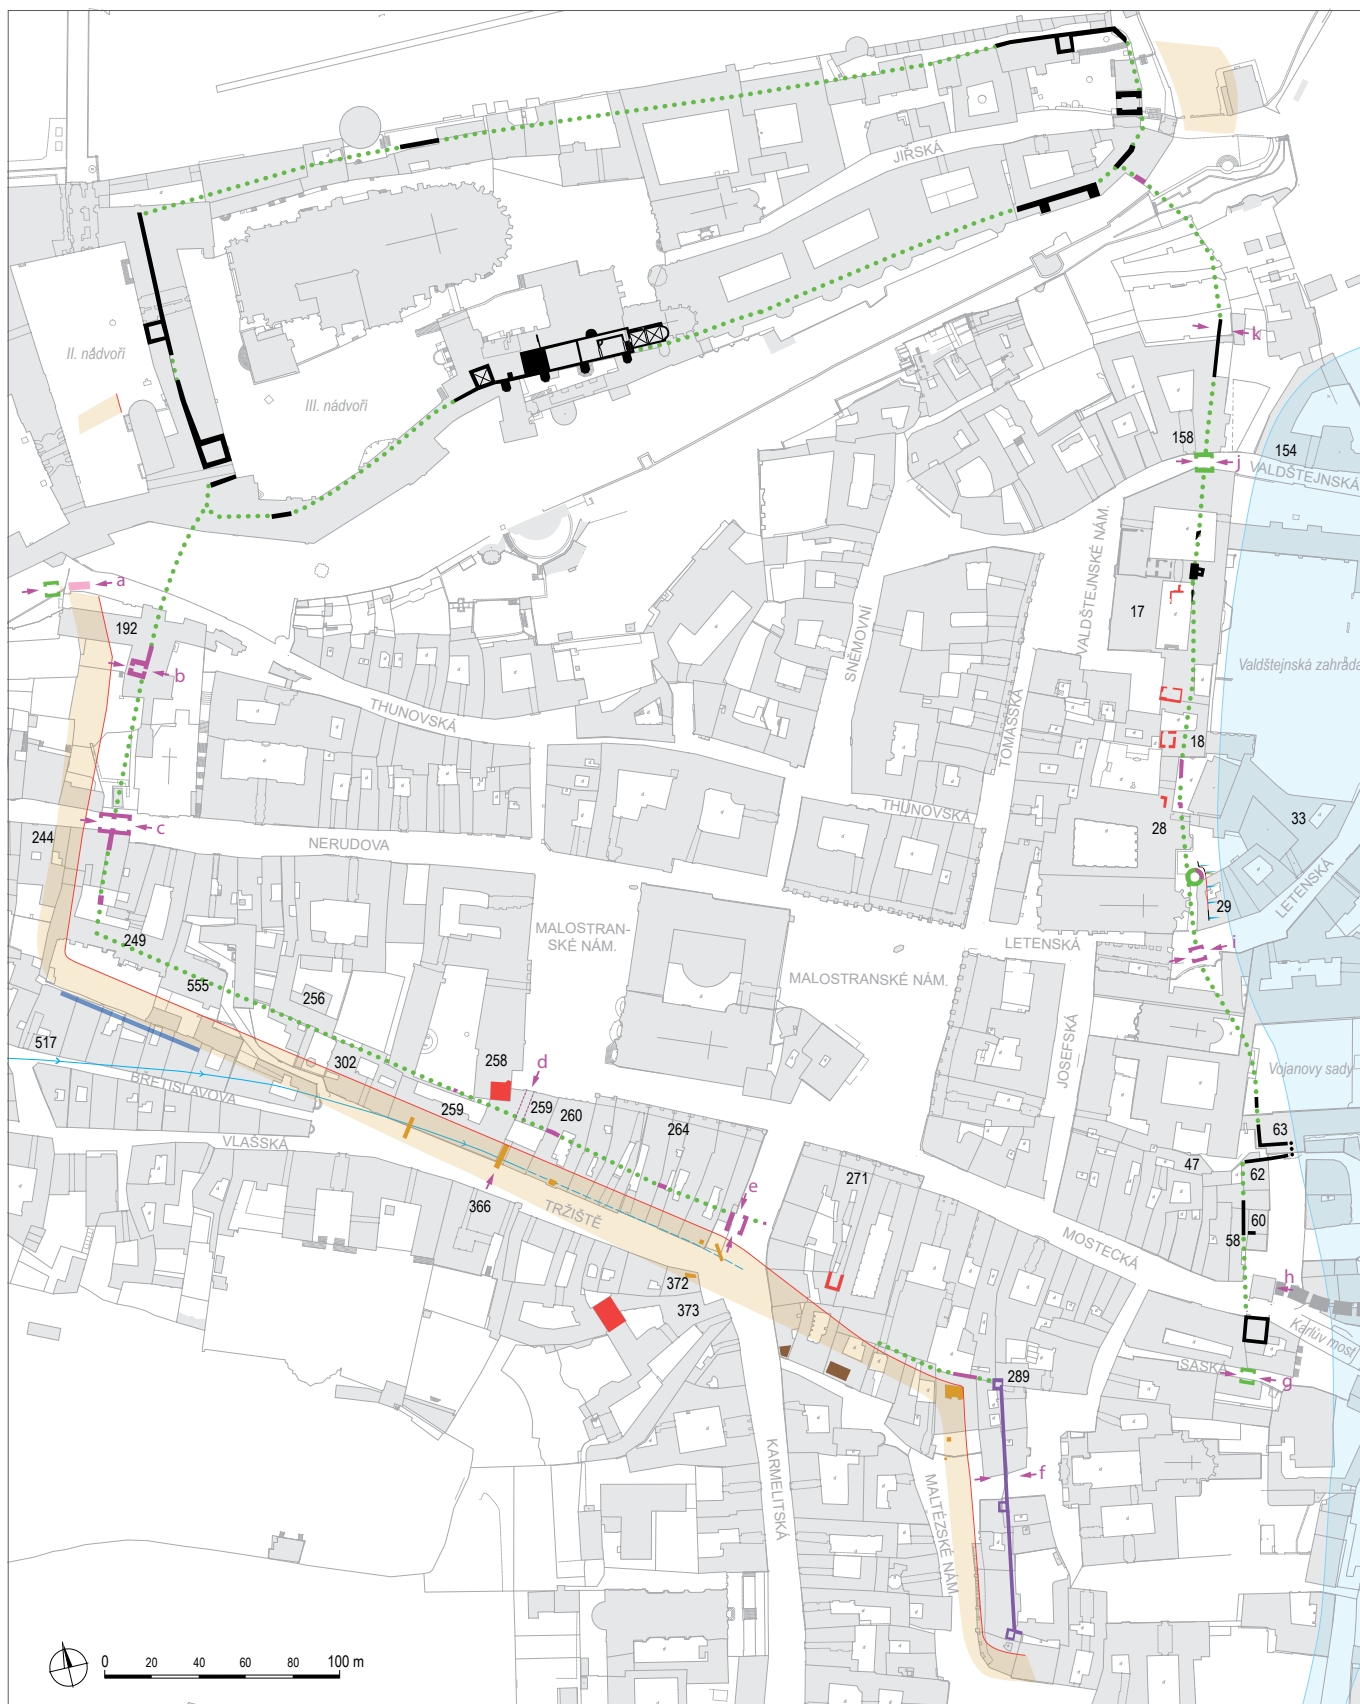 JIŘSKÁ
II. nádvoří
III. nádvoří
k
158
154
j
VALDŠTEJNSKÁ
a
192
b
THUNOVSKÁ
SNĚMOVNÍ
VALDŠTEJNSKÉ NÁM.
17
Valdštejnská zahrada
TOMÁŠSKÁ
18
THUNOVSKÁ
28
33
244
c
NERUDOVA
29
LETENSKÁ
249
MALOSTRAN-
SKÉ NÁM.
LETENSKÁ
i
555
256
MALOSTRANSKÉ NÁM.
517
BŘETISLAVOVA
302
258
d
JOSEFSKÁ
Vojanovy sady
259
259
260
264
VLAŠSKÁ
63
47
62
271
366
TRŽIŠTĚ
e
60
58
MOSTECKÁ
372
373
h
Karlův most
SASKÁ
289
g
KARMELITSKÁ
MALTÉZSKÉ NÁM.
f
0
20
40
60
80
100 m